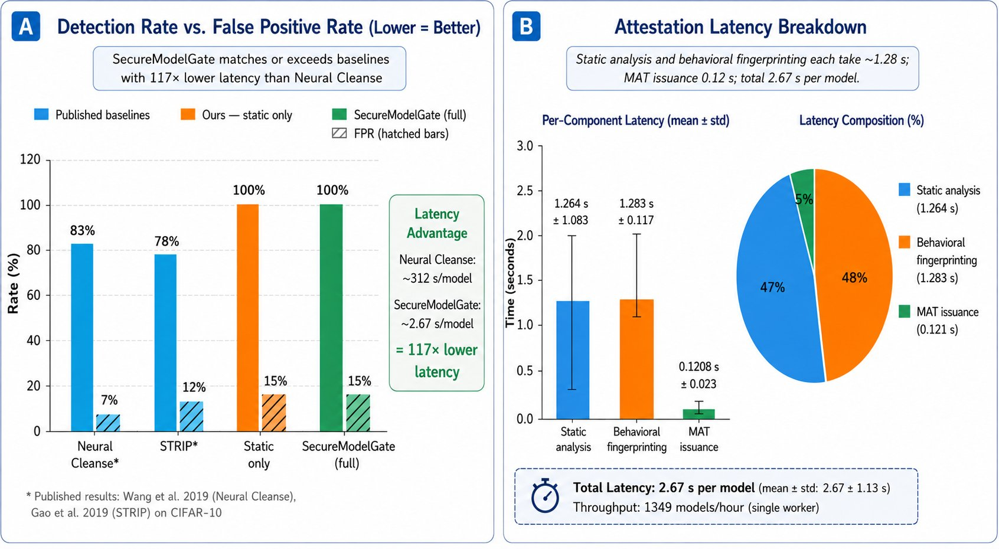 A
Detection Rate vs. False Positive Rate (Lower = Better)
SecureModelGate matches or exceeds baselines
with 117× lower latency than Neural Cleanse
Published baselines
Ours — static only
SecureModelGate (full)
FPR (hatched bars)
Rate (%)
120
100
80
60
40
20
0
83%
7%
78%
12%
100%
15%
100%
15%
Neural
Cleanse*
STRIP*
Static
only
SecureModelGate
(full)
Latency
Advantage
Neural Cleanse:
~312 s/model
SecureModelGate:
~2.67 s/model
= 117× lower
latency
* Published results: Wang et al. 2019 (Neural Cleanse),
Gao et al. 2019 (STRIP) on CIFAR-10
B
Attestation Latency Breakdown
Static analysis and behavioral fingerprinting each take ~1.28 s;
MAT issuance 0.12 s; total 2.67 s per model.
Per-Component Latency (mean ± std)
Time (seconds)
3.0
2.5
2.0
1.5
1.0
0.5
0.0
1.264 s
± 1.083
1.283 s
± 0.117
0.1208 s
± 0.023
Static
analysis
Behavioral
fingerprinting
MAT
issuance
Latency Composition (%)
5%
47%
48%
Static analysis
(1.264 s)
Behavioral
fingerprinting
(1.283 s)
MAT issuance
(0.121 s)
Total Latency: 2.67 s per model (mean ± std: 2.67 ± 1.13 s)
Throughput: 1349 models/hour (single worker)